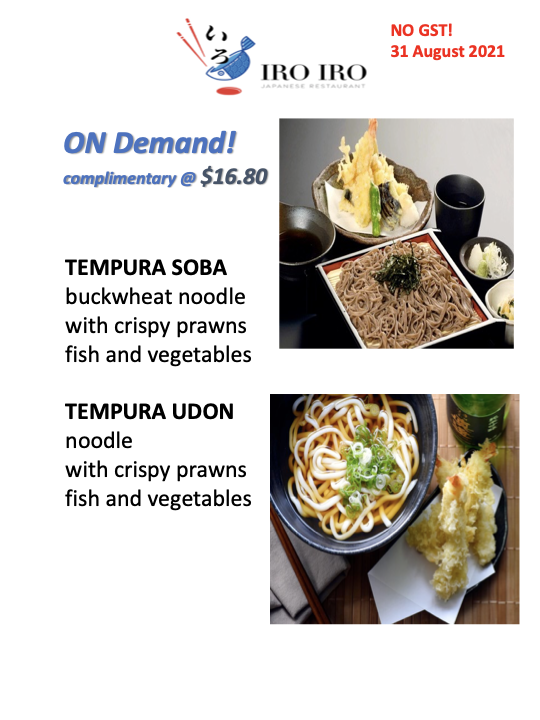 いろ
IRO IRO
JAPANESE RESTAURANT
NO GST!
31 August 2021
ON Demand!
complimentary @ $16.80
TEMPURA SOBA
buckwheat noodle
with crispy prawns
fish and vegetables
TEMPURA UDON
noodle
with crispy prawns
fish and vegetables